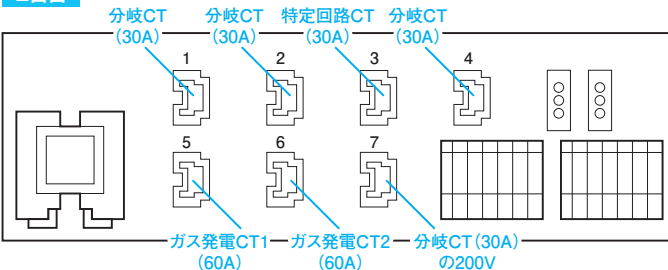 分岐CT 分岐CT 特定回路CT 分岐CT
(30A) (30A) (30A) (30A)
1 2 3 4
5 6 7
ガス発電CT1 ガス発電CT2 分岐CT(30A)
(60A) (60A) の200V